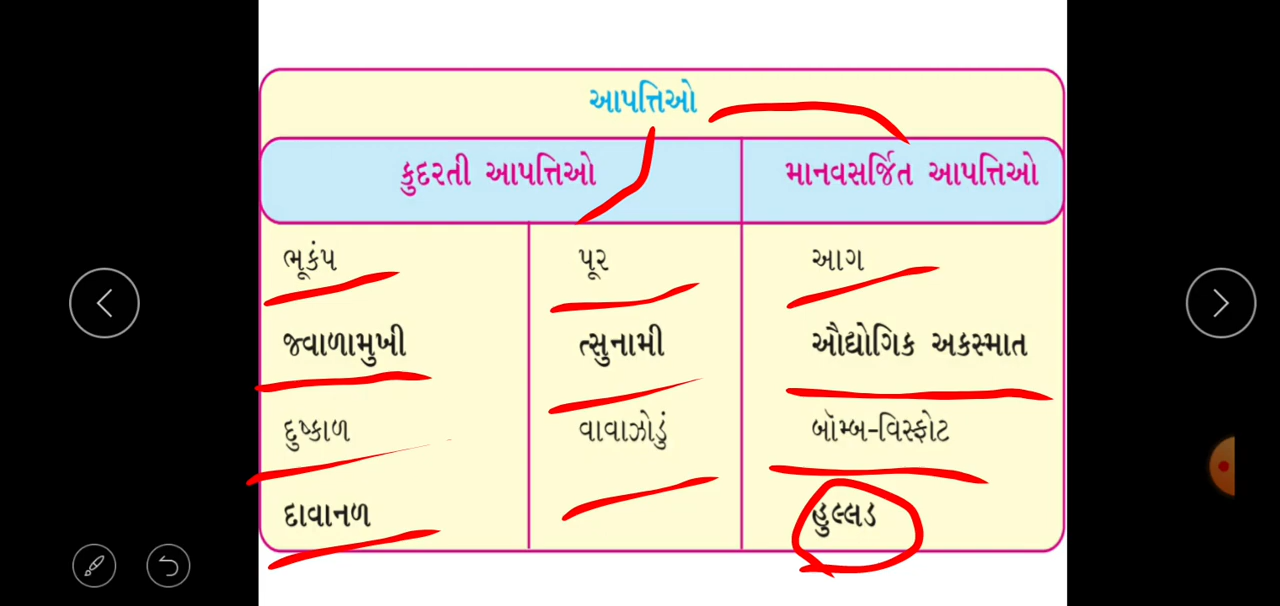 આપત્તિઓ
કુદરતી આપત્તિઓ માનવસર્જિત આપત્તિઓ
ભૂકંપ પૂર આગ
જ્વાળામુખી ત્સુનામી ઔદ્યોગિક અકસ્માત
દુષ્કાળ વાવાઝોડું બૉમ્બ-વિસ્ફોટ
દાવાનળ હુલ્લડ